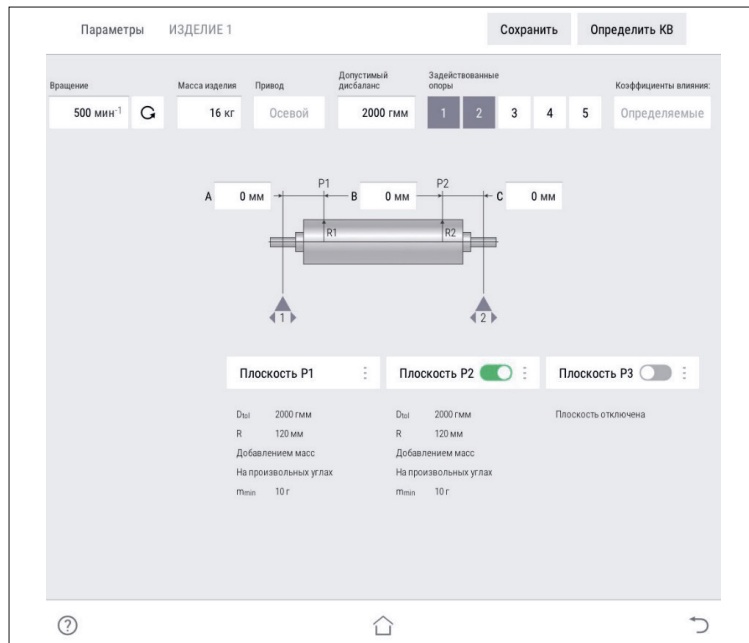 Параметры ИЗДЕЛИЕ 1 Сохранить Определить КВ
Вращение Масса изделия Привод Допустимый дисбаланс Задействованные опоры Коэффициенты влияния:
500 мин-1 16 кг Осевой 2000 гмм 1 2 3 4 5 Определяемые
P1 P2
A 0 мм B 0 мм C 0 мм
R1 R2
1 2
Плоскость P1 Плоскость P2 Плоскость P3
Dtol 2000 гмм Dtol 2000 гмм Плоскость отключена
R 120 мм R 120 мм
Добавлением масс Добавлением масс
На произвольных углах На произвольных углах
mmin 10 г mmin 10 г
?